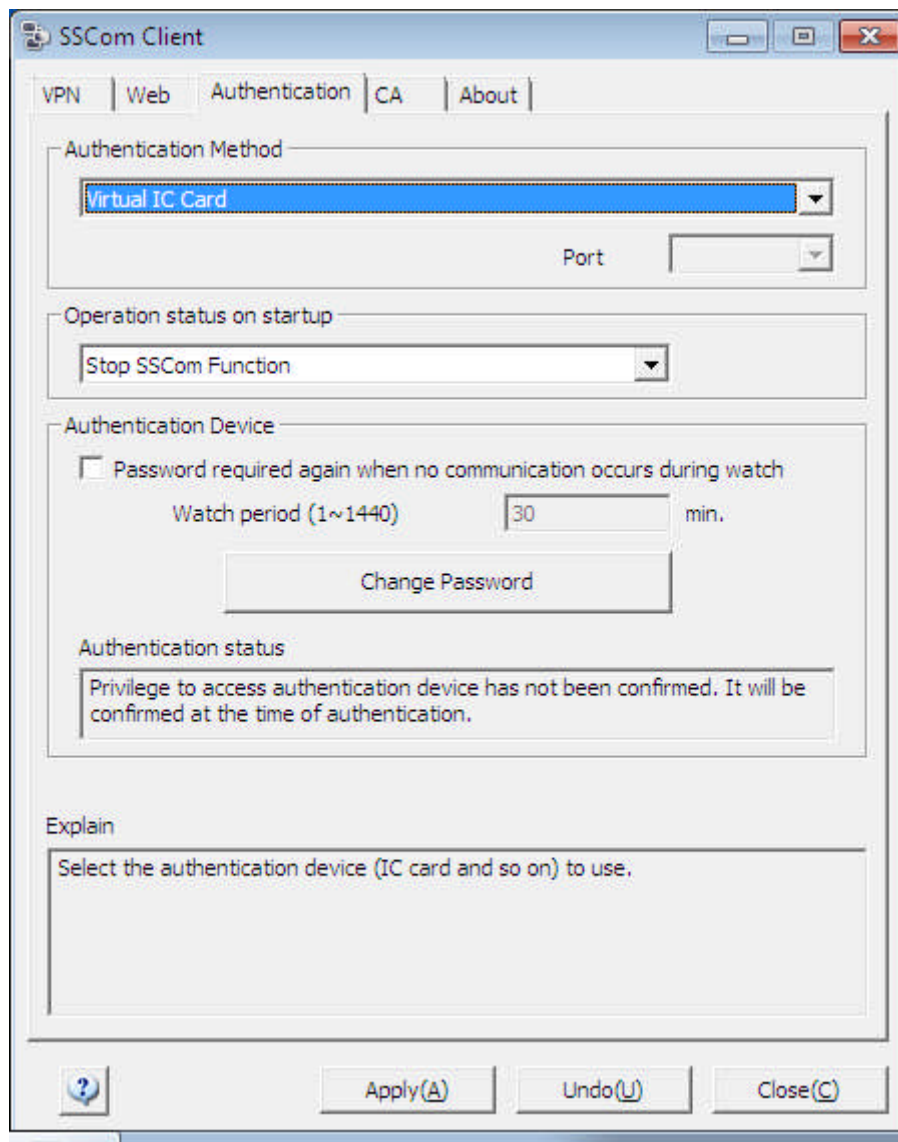 SSCom Client
VPN Web Authentication CA About
Authentication Method
Virtual IC Card
Port
Operation status on startup
Stop SSCom Function
Authentication Device
Password required again when no communication occurs during watch
Watch period (1~1440) 30 min.
Change Password
Authentication status
Privilege to access authentication device has not been confirmed. It will be
confirmed at the time of authentication.
Explain
Select the authentication device (IC card and so on) to use.
? Apply(A) Undo(U) Close(C)